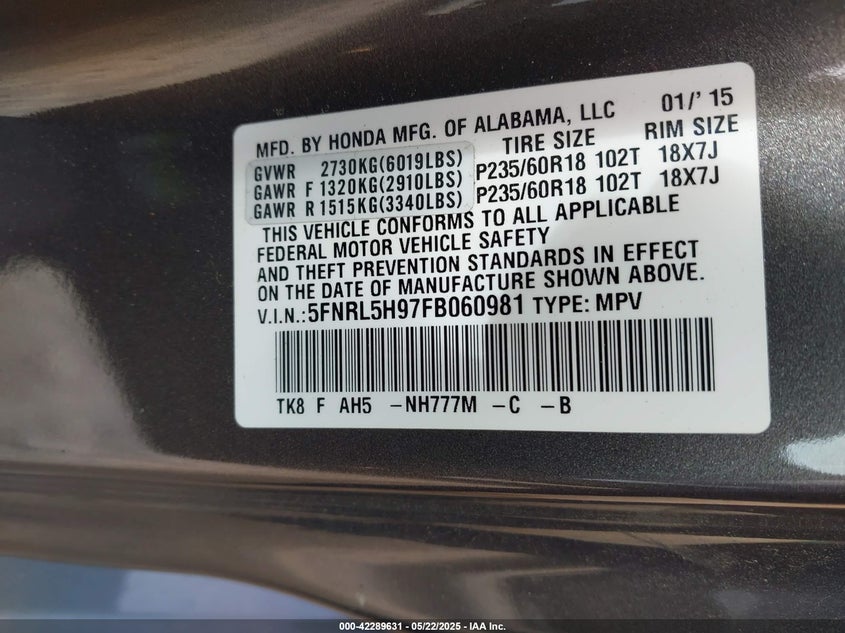 MFD. BY HONDA MFG. OF ALABAMA, LLC 01/' 15
TIRE SIZE RIM SIZE
GVWR 2730KG(6019LBS)
GAWR F 1320KG(2910LBS) P235/60R18 102T 18X7J
GAWR R 1515KG(3340LBS) P235/60R18 102T 18X7J
THIS VEHICLE CONFORMS TO ALL APPLICABLE
FEDERAL MOTOR VEHICLE SAFETY
AND THEFT PREVENTION STANDARDS IN EFFECT
ON THE DATE OF MANUFACTURE SHOWN ABOVE.
V.I.N.:5FNRL5H97FB060981 TYPE: MPV
TK8 F AH5 -NH777M -C -B
000-42289631 - 05/22/2025 - IAA Inc.